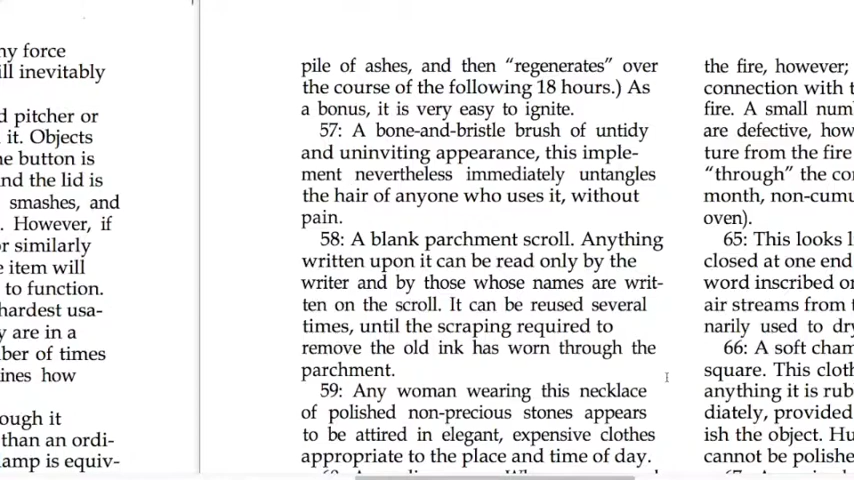 ny force
ill inevitably
d pitcher or
it. Objects
e button is
nd the lid is
smashes, and
. However, if
or similarly
e item will
to function.
hardest usa-
y are in a
ber of times
ines how
ough it
than an ordi-
amp is equiv-
pile of ashes, and then “regenerates” over
the course of the following 18 hours.) As
a bonus, it is very easy to ignite.
57: A bone-and-bristle brush of untidy
and uninviting appearance, this imple-
ment nevertheless immediately untangles
the hair of anyone who uses it, without
pain.
58: A blank parchment scroll. Anything
written upon it can be read only by the
writer and by those whose names are writ-
ten on the scroll. It can be reused several
times, until the scraping required to
remove the old ink has worn through the
parchment.
59: Any woman wearing this necklace
of polished non-precious stones appears
to be attired in elegant, expensive clothes
appropriate to the place and time of day.
the fire, however;
connection with t
fire. A small num
are defective, how
ture from the fire
“through” the co
month, non-cumu
oven).
65: This looks l
closed at one end
word inscribed o
air streams from t
narily used to dry
66: A soft cham
square. This cloth
anything it is rub
diately, provided
ish the object. Hu
cannot be polishe